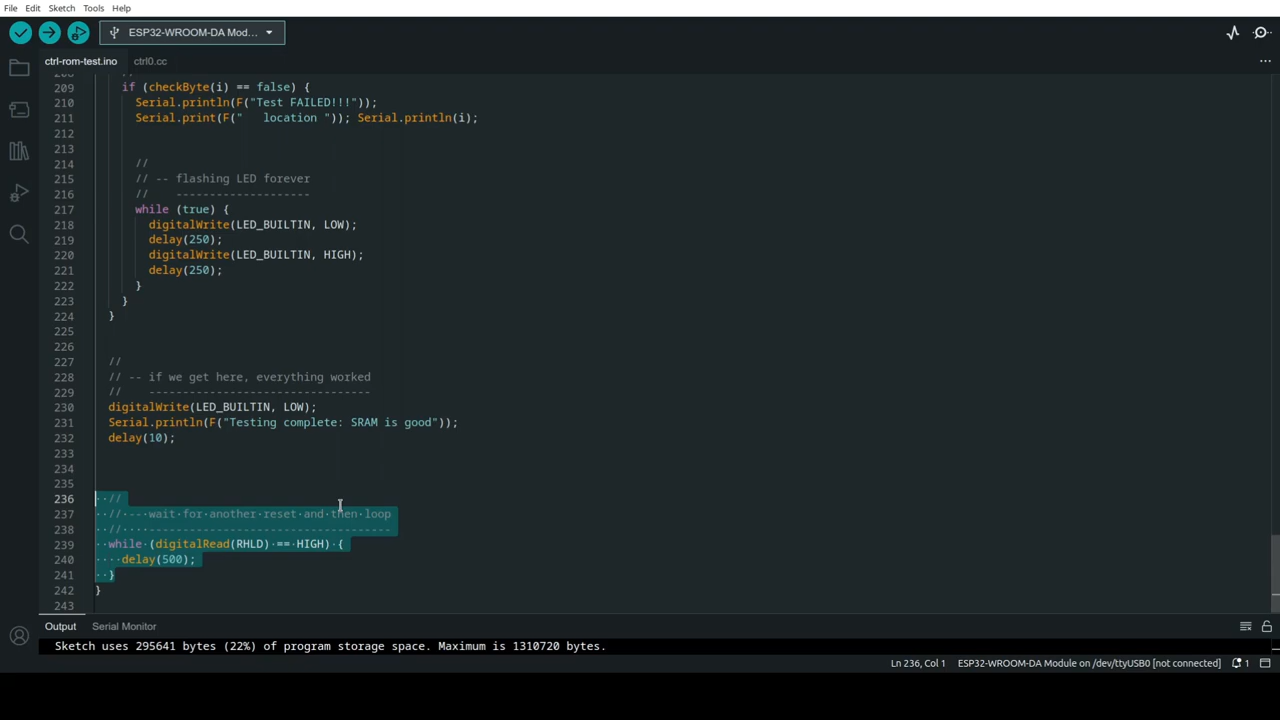 File Edit Sketch Tools Help
ESP32-WROOM-DA Mod...
ctrl-rom-test.ino ctrl0.cc
209 if (checkByte(i) == false) {
210 Serial.println(F("Test FAILED!!!"));
211 Serial.print(F("   location ")); Serial.println(i);
212
213
214 //
215 // -- flashing LED forever
216 //    --------------------
217 while (true) {
218 digitalWrite(LED_BUILTIN, LOW);
219 delay(250);
220 digitalWrite(LED_BUILTIN, HIGH);
221 delay(250);
222 }
223 }
224 }
225
226
227 //
228 // -- if we get here, everything worked
229 //    ---------------------------------
230 digitalWrite(LED_BUILTIN, LOW);
231 Serial.println(F("Testing complete: SRAM is good"));
232 delay(10);
233
234
235
236 ··//
237 ··//·--·wait·for·another·reset·and·then·loop
238 ··//····------------------------------------
239 ··while·(digitalRead(RHLD)·==·HIGH)·{
240 ····delay(500);
241 ··}
242 }
243
Output Serial Monitor
Sketch uses 295641 bytes (22%) of program storage space. Maximum is 1310720 bytes.
Ln 236, Col 1 ESP32-WROOM-DA Module on /dev/ttyUSB0 [not connected] 1